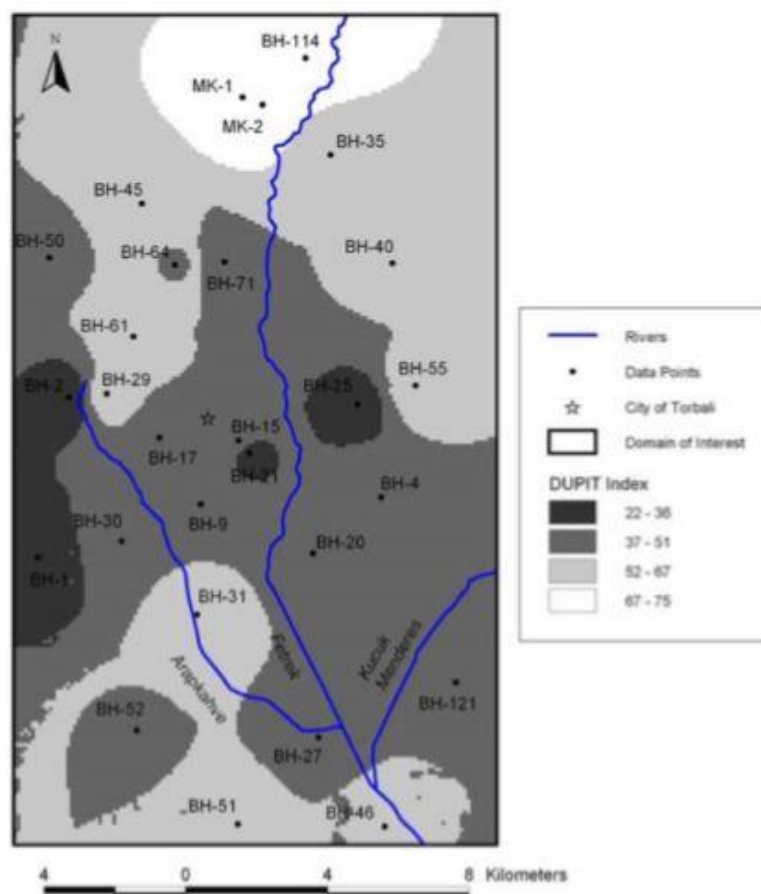 N
BH-114
MK-1
MK-2
BH-35
BH-45
BH-50
BH-64
BH-40
BH-71
BH-61
BH-55
BH-2
BH-29
BH-25
BH-15
BH-17
BH-21
BH-4
BH-9
BH-30
BH-20
BH-1
BH-31
Fetrek
Kucuk
Menderes
Arapkahve
BH-121
BH-52
BH-27
BH-51
BH-46
Rivers
Data Points
City of Torbali
Domain of Interest
DUPIT Index
22 - 36
37 - 51
52 - 67
67 - 75
4 0 4 8 Kilometers